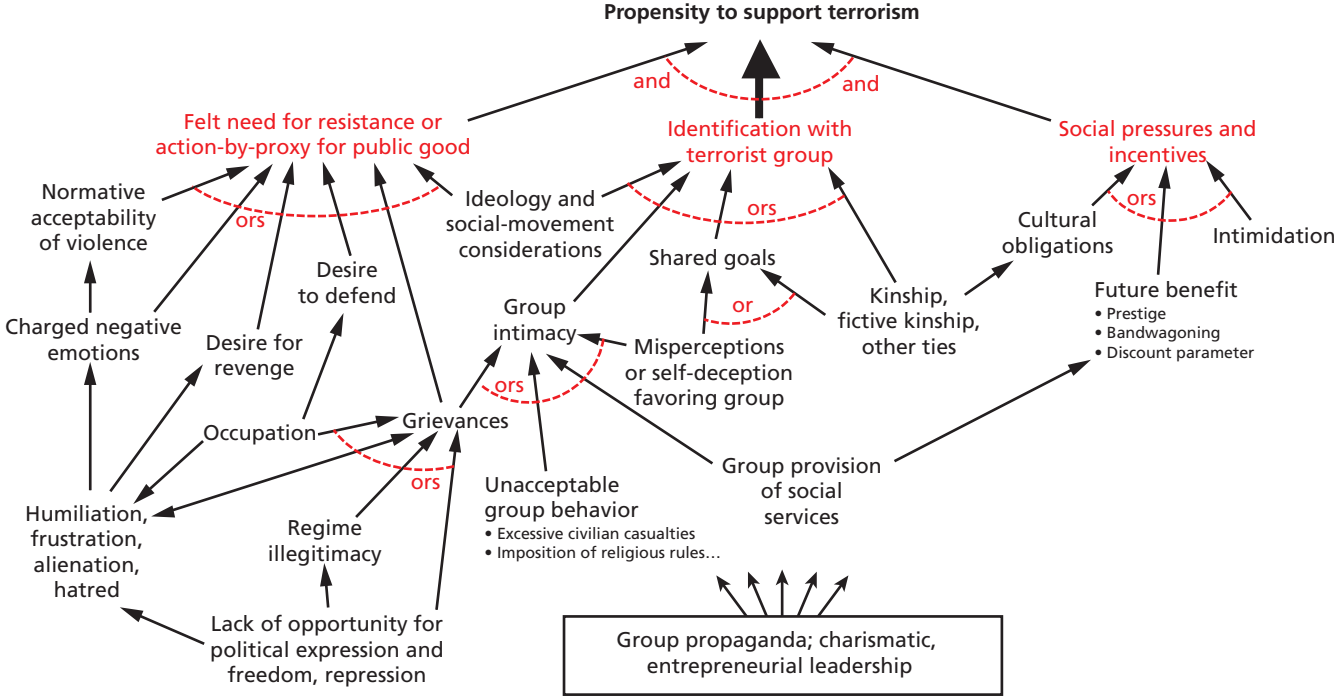 Propensity to support terrorism
and
and
Felt need for resistance or
action-by-proxy for public good
Identification with
terrorist group
Social pressures and
incentives
Normative
acceptability
of violence
ors
Ideology and
social-movement
considerations
ors
ors
Cultural
obligations
Intimidation
Desire
to defend
Shared goals
Charged negative
emotions
Desire for
revenge
Group
intimacy
or
Kinship,
fictive kinship,
other ties
Future benefit
• Prestige
• Bandwagoning
• Discount parameter
Misperceptions
or self-deception
favoring group
ors
Occupation
Grievances
ors
Humiliation,
frustration,
alienation,
hatred
Regime
illegitimacy
Unacceptable
group behavior
• Excessive civilian casualties
• Imposition of religious rules…
Group provision
of social
services
Lack of opportunity for
political expression and
freedom, repression
Group propaganda; charismatic,
entrepreneurial leadership